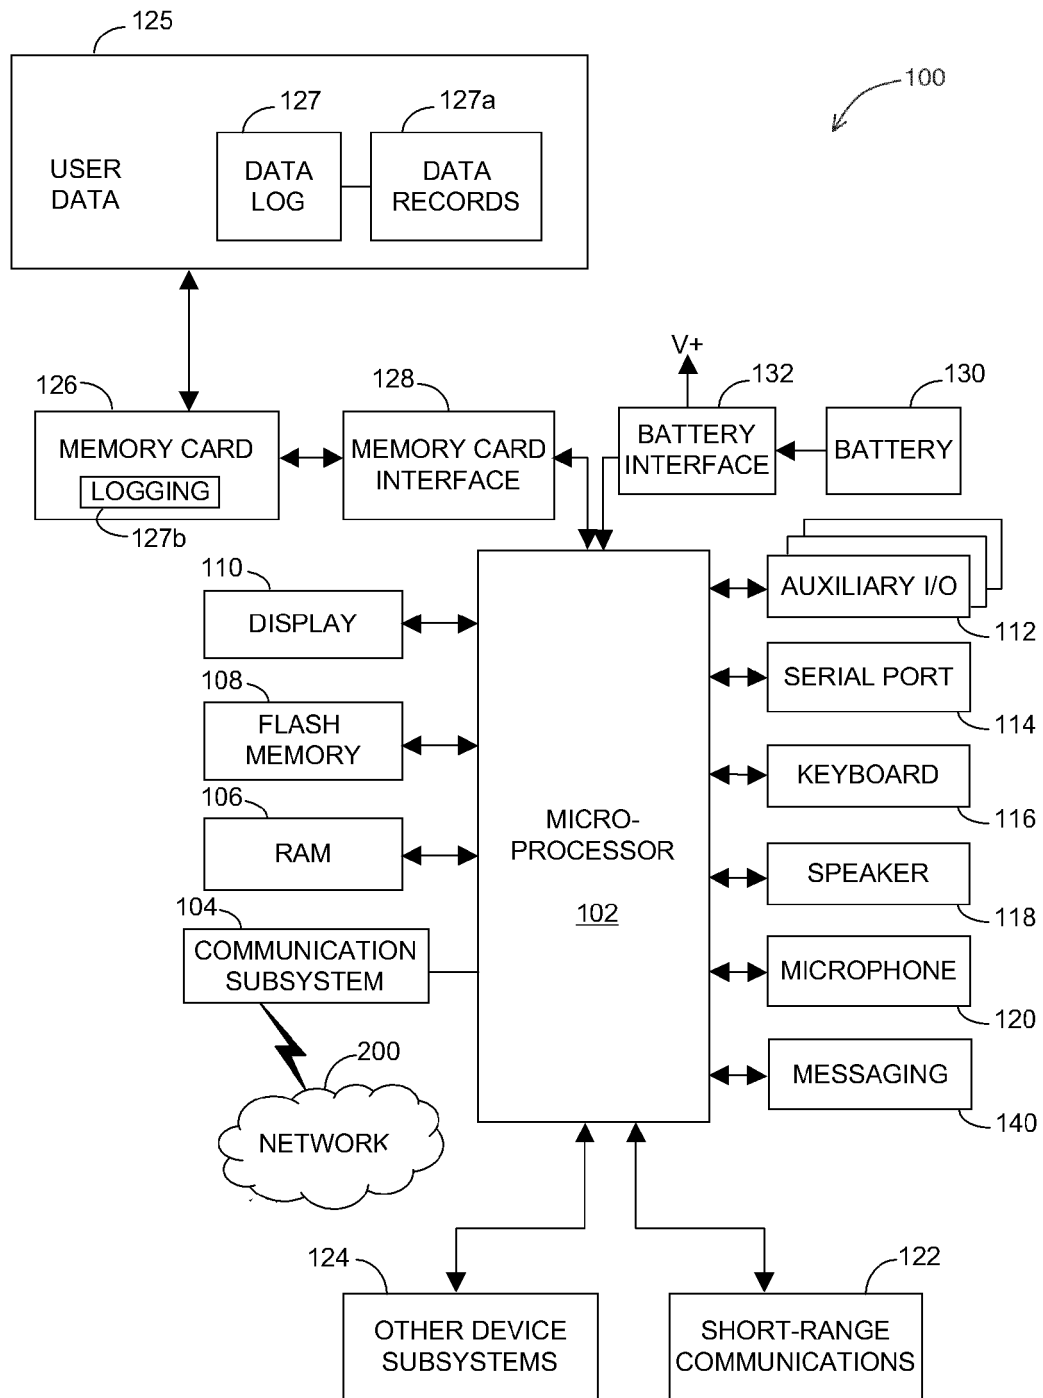 125
100
127
127a
USER
DATA
DATA
LOG
DATA
RECORDS
V+
126
128
132
130
MEMORY CARD
LOGGING
127b
MEMORY CARD
INTERFACE
BATTERY
INTERFACE
BATTERY
110
DISPLAY
AUXILIARY I/O
112
108
FLASH
MEMORY
SERIAL PORT
114
106
RAM
KEYBOARD
116
MICRO-
PROCESSOR
102
SPEAKER
118
104
COMMUNICATION
SUBSYSTEM
MICROPHONE
120
200
NETWORK
MESSAGING
140
124
OTHER DEVICE
SUBSYSTEMS
122
SHORT-RANGE
COMMUNICATIONS